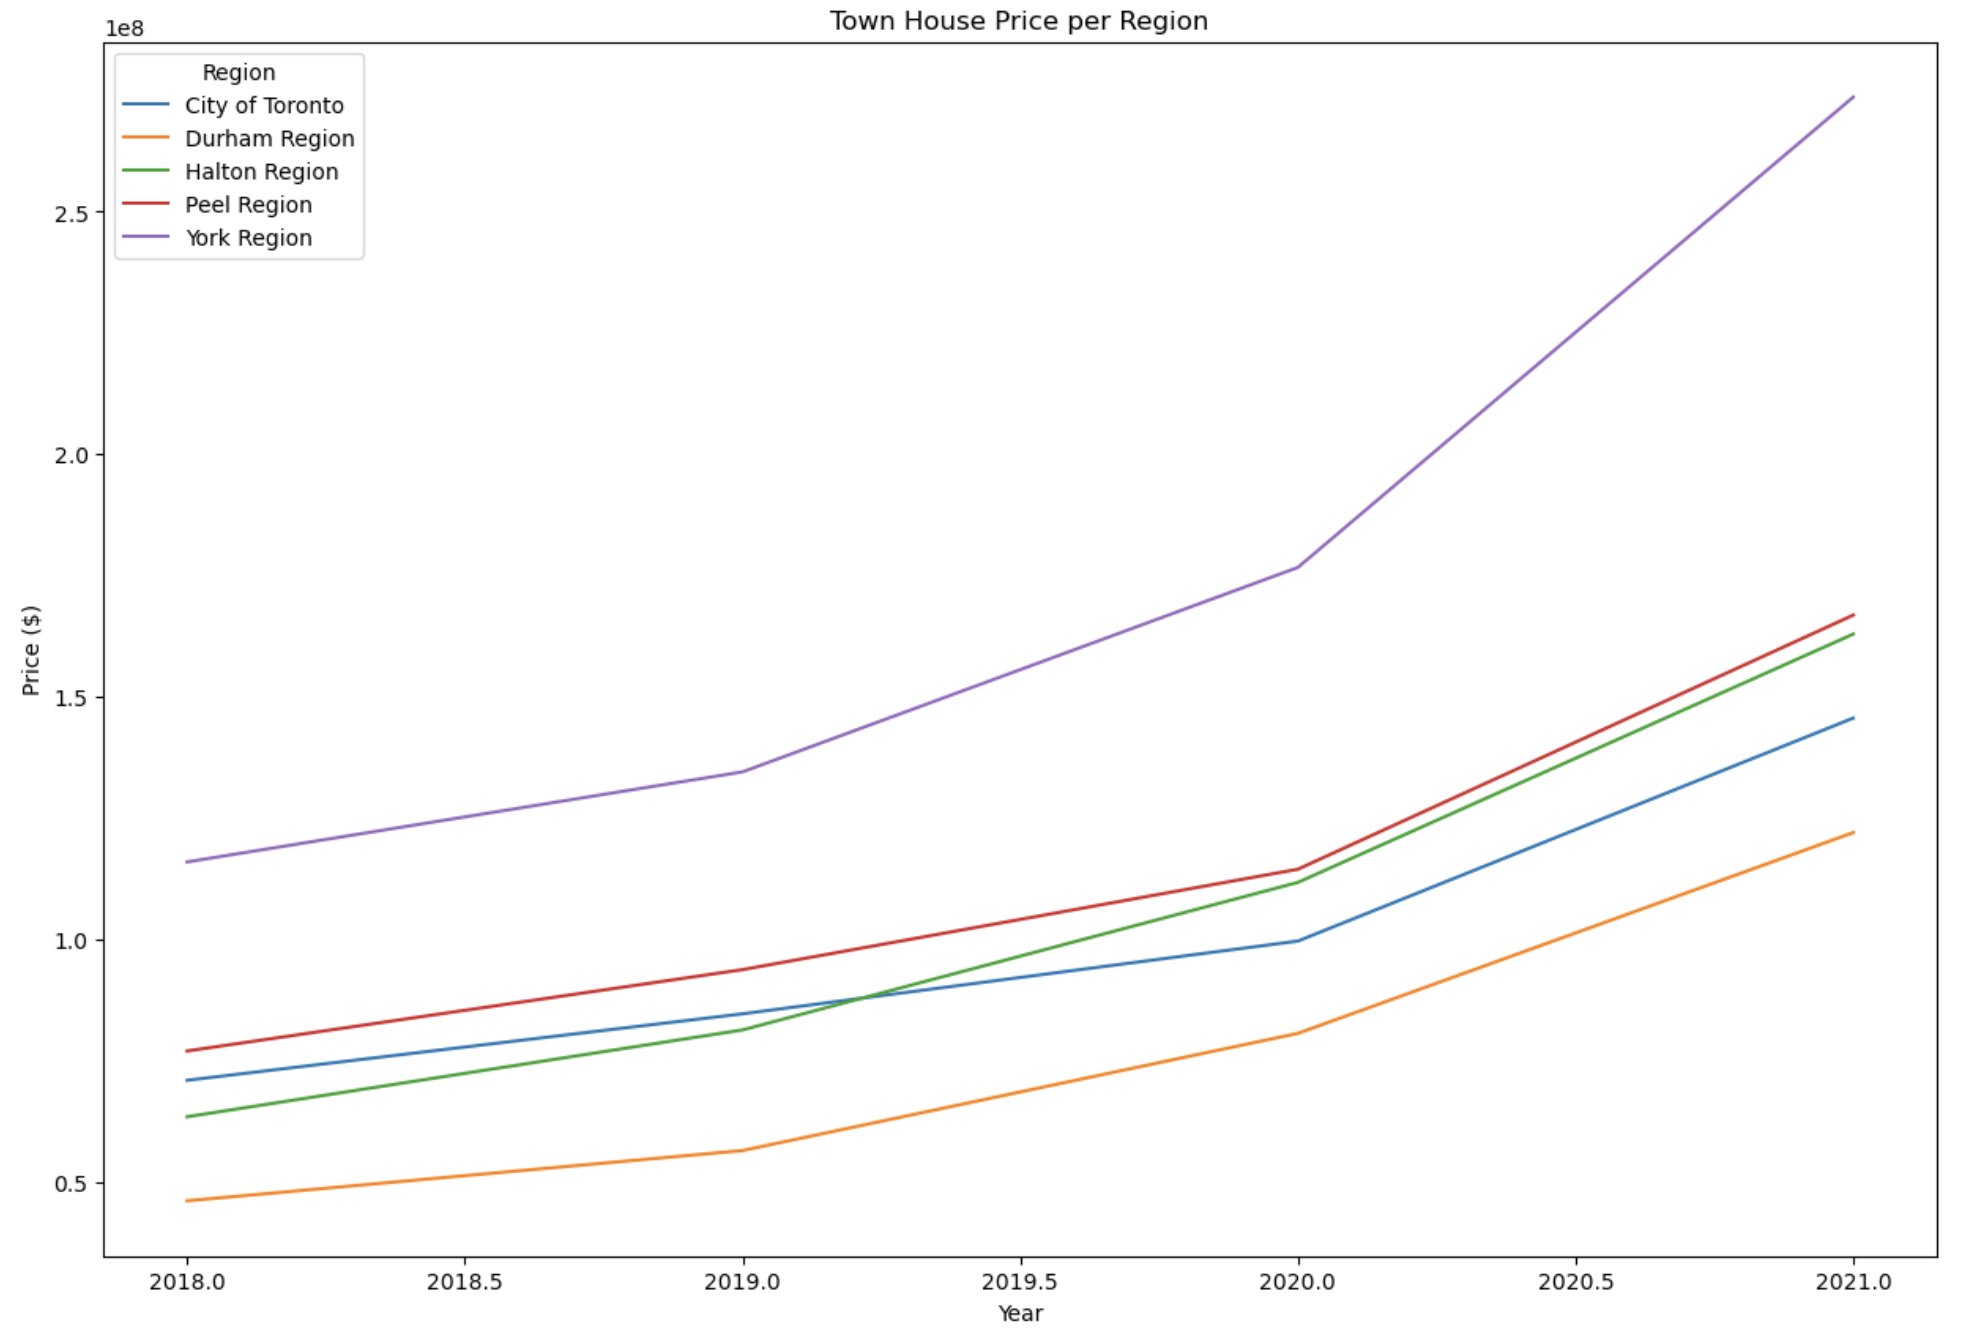 Town House Price per Region
1e8
Region
City of Toronto
Durham Region
Halton Region
Peel Region
York Region
2.5
2.0
1.5
1.0
0.5
Price ($)
2018.0 2018.5 2019.0 2019.5 2020.0 2020.5 2021.0
Year